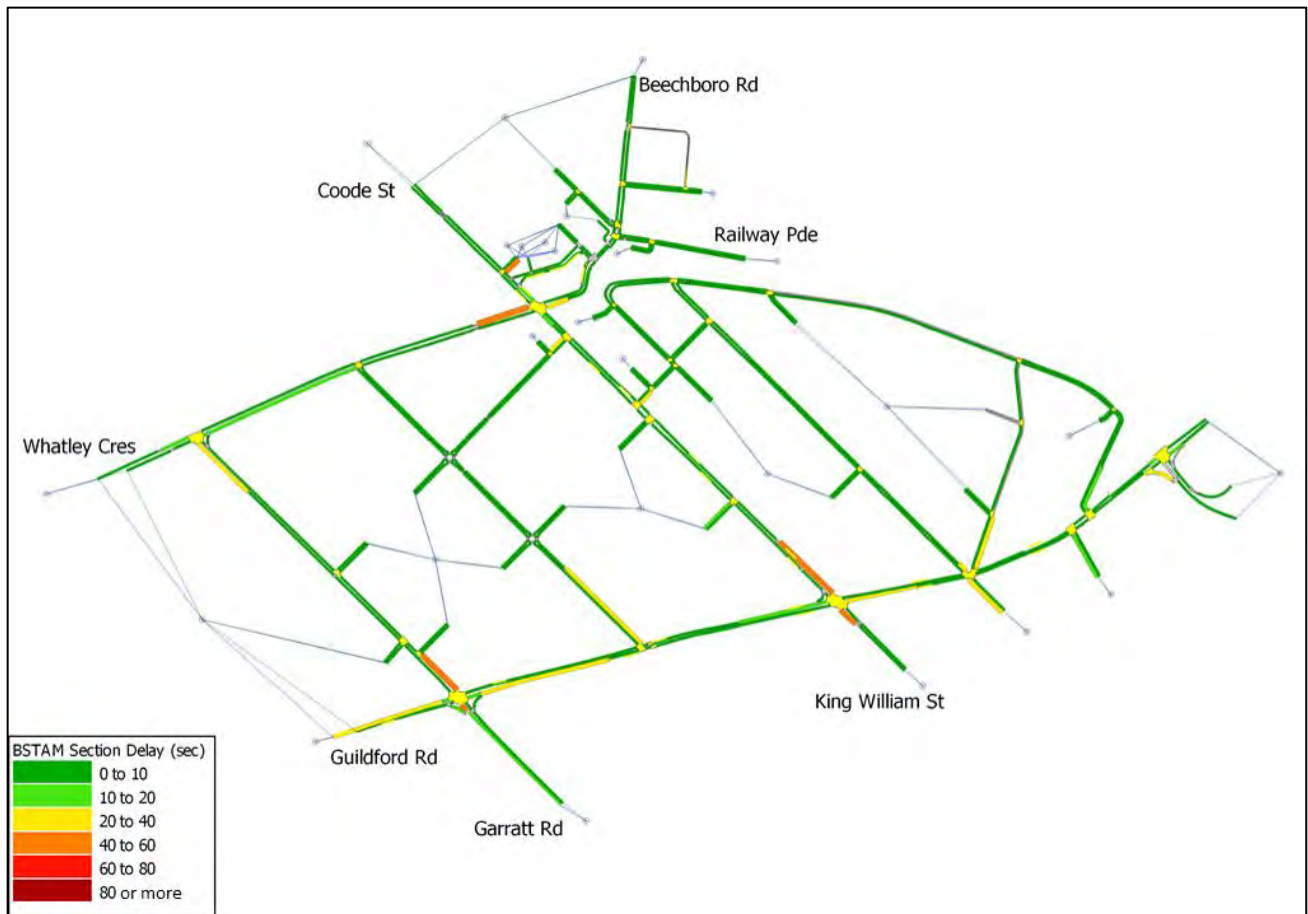 Beechboro Rd
Coode St
Railway Pde
Whatley Cres
King William St
Guildford Rd
Garratt Rd
BSTAM Section Delay (sec)
0 to 10
10 to 20
20 to 40
40 to 60
60 to 80
80 or more